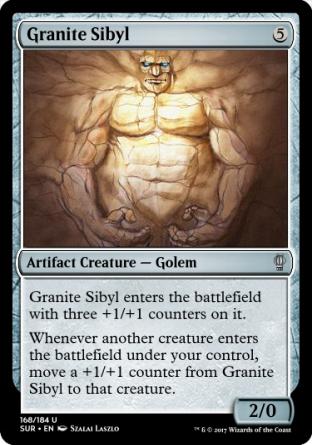 Granite Sibyl 5
Artifact Creature — Golem
Granite Sibyl enters the battlefield
with three +1/+1 counters on it.
Whenever another creature enters
the battlefield under your control,
move a +1/+1 counter from Granite
Sibyl to that creature.
2/0
168/184 U
SUR • EN Szalai Laszlo
™ & © 2017 Wizards of the Coast